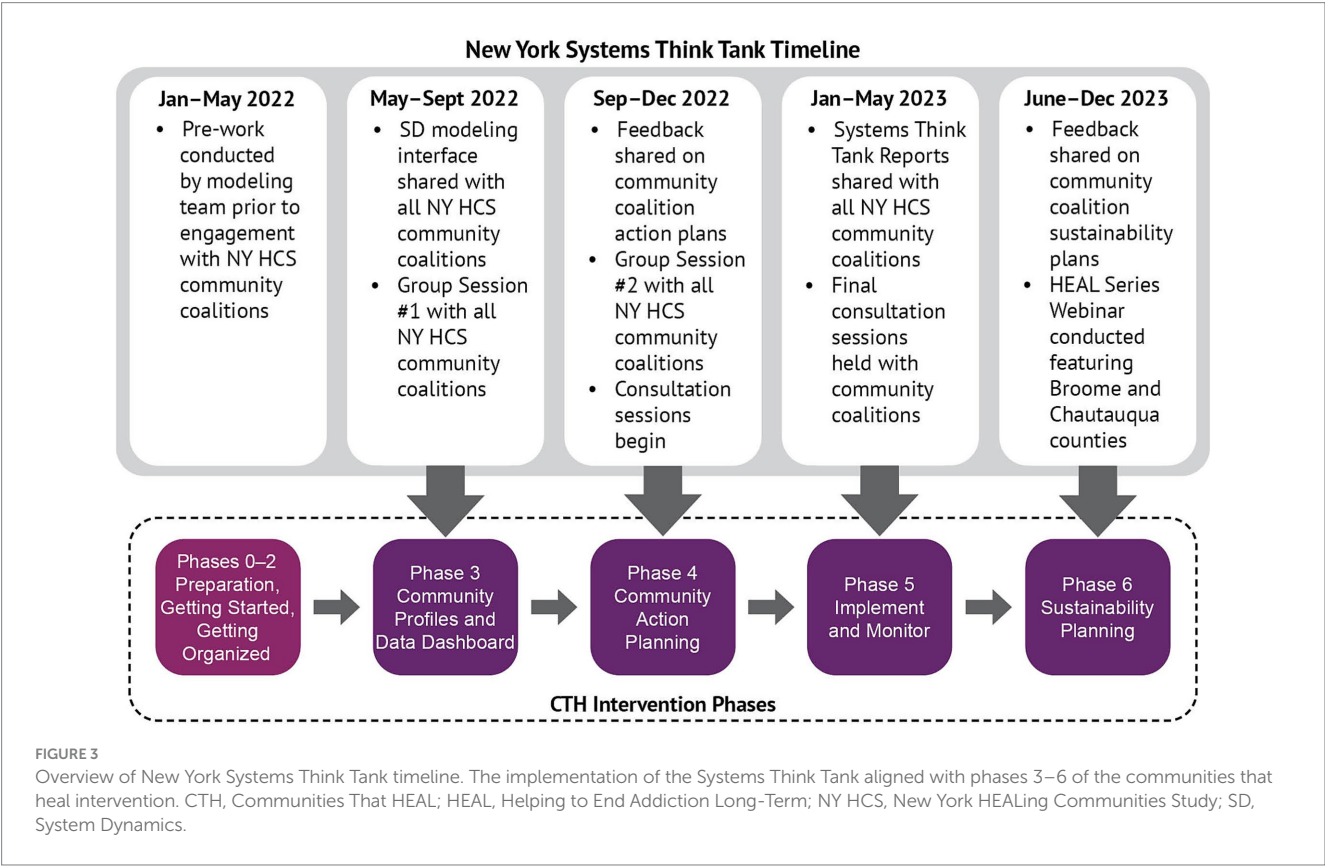 New York Systems Think Tank Timeline
Jan–May 2022
• Pre-work
conducted
by modeling
team prior to
engagement
with NY HCS
community
coalitions
May–Sept 2022
• SD modeling
interface
shared with
all NY HCS
community
coalitions
• Group Session
#1 with all
NY HCS
community
coalitions
Sep–Dec 2022
• Feedback
shared on
community
coalition
action plans
• Group Session
#2 with all
NY HCS
community
coalitions
• Consultation
sessions
begin
Jan–May 2023
• Systems Think
Tank Reports
shared with
all NY HCS
community
coalitions
• Final
consultation
sessions
held with
community
coalitions
June–Dec 2023
• Feedback
shared on
community
coalition
sustainability
plans
• HEAL Series
Webinar
conducted
featuring
Broome and
Chautauqua
counties
Phases 0–2
Preparation,
Getting Started,
Getting
Organized
Phase 3
Community
Profiles and
Data Dashboard
Phase 4
Community
Action
Planning
Phase 5
Implement
and Monitor
Phase 6
Sustainability
Planning
CTH Intervention Phases
FIGURE 3
Overview of New York Systems Think Tank timeline. The implementation of the Systems Think Tank aligned with phases 3–6 of the communities that
heal intervention. CTH, Communities That HEAL; HEAL, Helping to End Addiction Long-Term; NY HCS, New York HEALing Communities Study; SD,
System Dynamics.